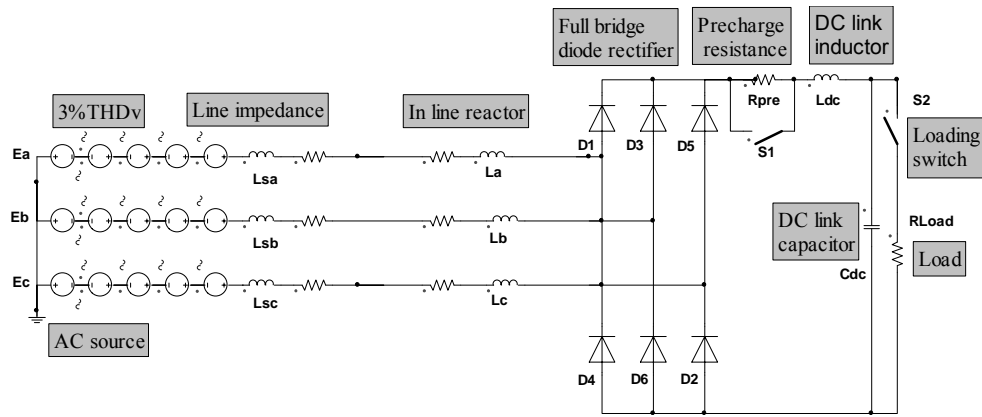 Full bridge
diode rectifier
Precharge
resistance
DC link
inductor
3%THDv
Line impedance
In line reactor
Rpre
Ldc
S2
D1
D3
D5
S1
Loading
switch
Ea
Lsa
La
Eb
Lsb
Lb
DC link
capacitor
RLoad
Load
Ec
Lsc
Lc
Cdc
AC source
D4
D6
D2